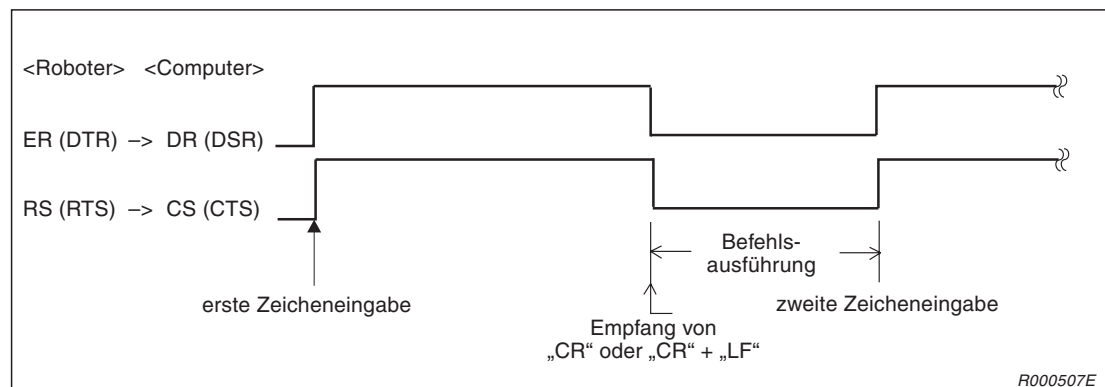 <Roboter> <Computer>
ER (DTR) –> DR (DSR)
RS (RTS) –> CS (CTS)
Befehls-
ausführung
erste Zeicheneingabe
zweite Zeicheneingabe
Empfang von
„CR“ oder „CR“ + „LF“
R000507E